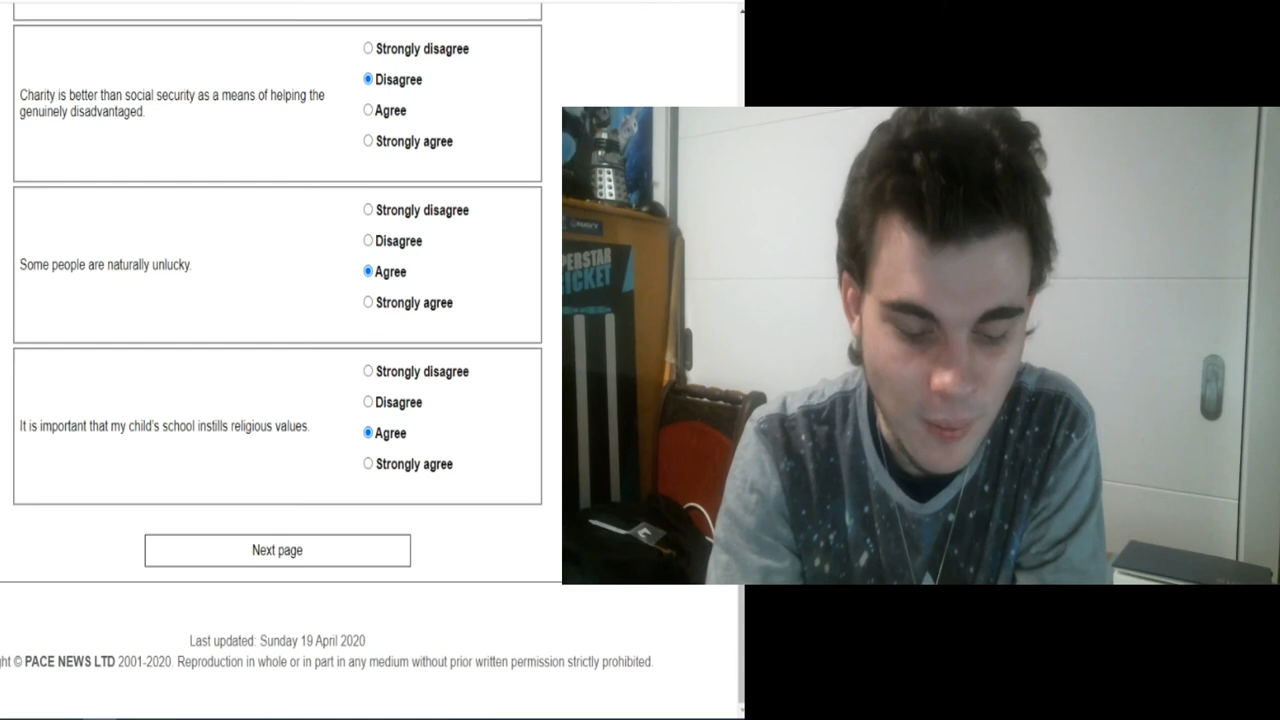 Strongly disagree
Disagree
Charity is better than social security as a means of helping the
genuinely disadvantaged.
Agree
Strongly agree
Strongly disagree
Disagree
Some people are naturally unlucky.
Agree
Strongly agree
Strongly disagree
Disagree
It is important that my child's school instills religious values.
Agree
Strongly agree
Next page
Last updated: Sunday 19 April 2020
ht © PACE NEWS LTD 2001-2020. Reproduction in whole or in part in any medium without prior written permission strictly prohibited.
PERSTAR
ICKET